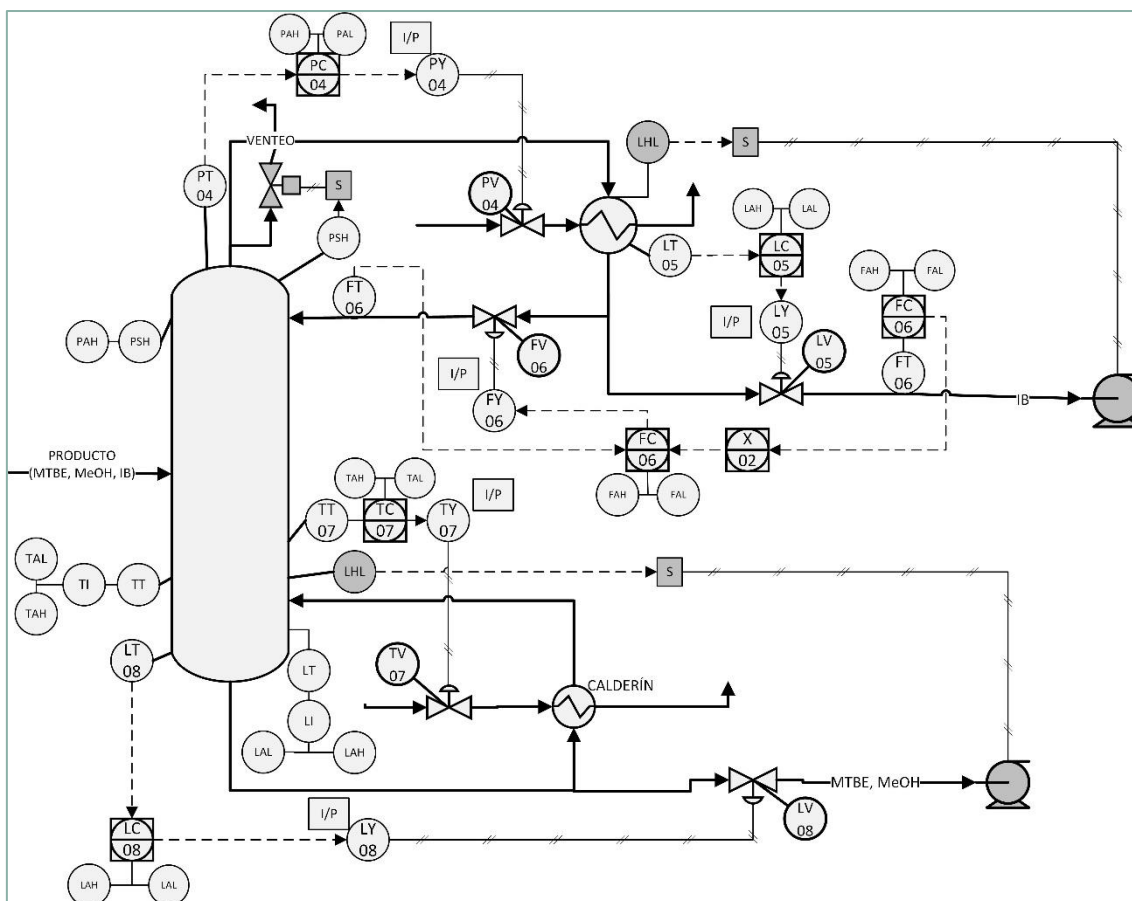 PAH
PAL
I/P
PC
04
PY
04
VENTEO
LHL
S
PT
04
S
PV
04
LAH
LAL
PSH
LT
05
LC
05
FAH
FAL
FT
06
FC
06
I/P
LY
05
PAH
PSH
FV
06
LV
05
I/P
FT
06
FY
06
IB
PRODUCTO
(MTBE, MeOH, IB)
FC
06
X
02
TAH
TAL
I/P
FAH
FAL
TT
07
TC
07
TY
07
TAL
LHL
S
TI
TT
TAH
LT
08
LT
TV
07
CALDERÍN
LI
LAL
LAH
MTBE, MeOH
I/P
LV
08
LC
08
LY
08
LAH
LAL